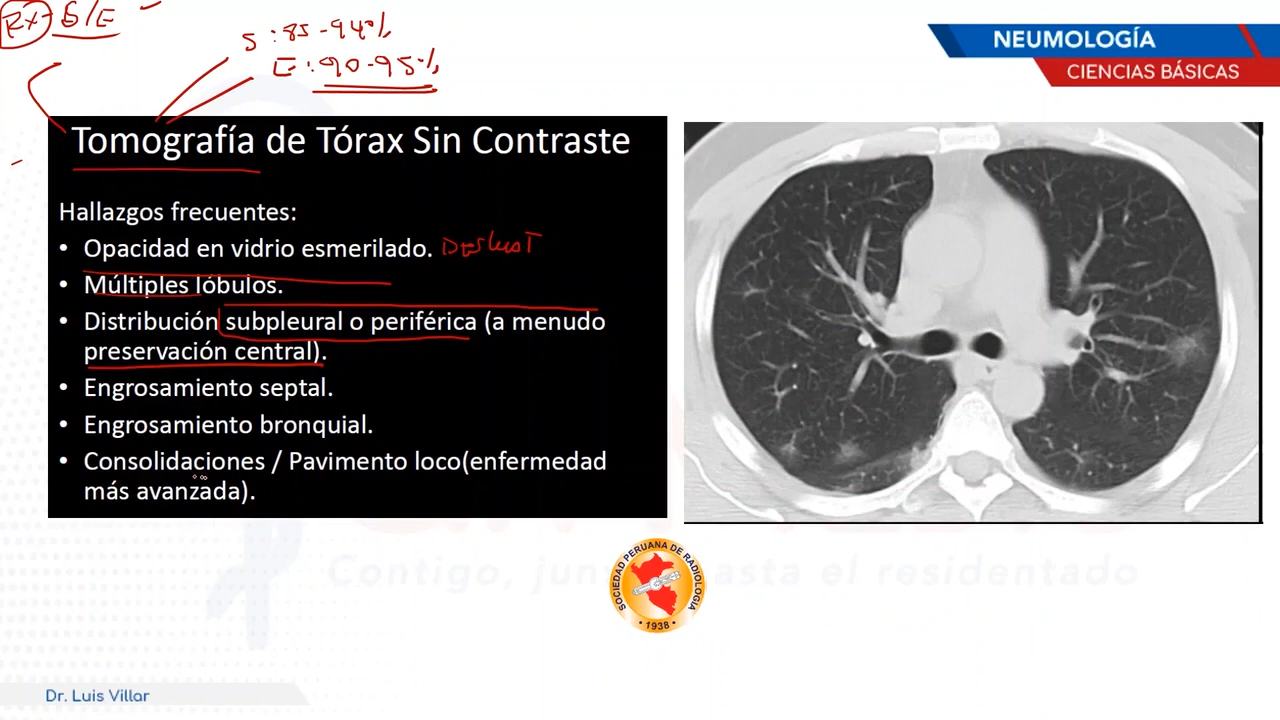 Rx S/E
S: 85-94%
E: 90-95%
NEUMOLOGÍA
CIENCIAS BÁSICAS
Tomografía de Tórax Sin Contraste
Hallazgos frecuentes:
• Opacidad en vidrio esmerilado.
• Múltiples lóbulos.
• Distribución subpleural o periférica (a menudo
preservación central).
• Engrosamiento septal.
• Engrosamiento bronquial.
• Consolidaciones / Pavimento loco(enfermedad
más avanzada).
SOCIEDAD PERUANA DE RADIOLOGÍA
• 1938 •
Contigo, hasta el residentado
Dr. Luis Villar